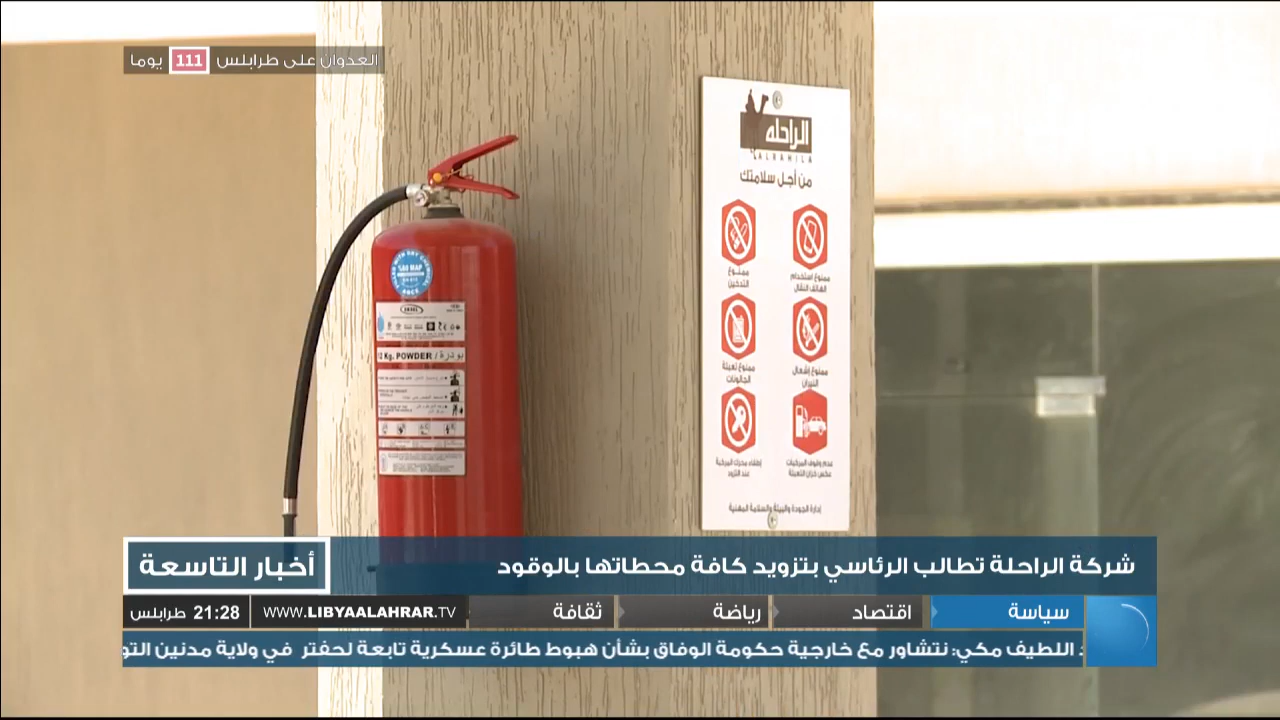 العدوان على طرابلس 111 يوما
الراحلة
ALRAHILA
من أجل سلامتك
ممنوع استخدام الهاتف النقال
ممنوع التدخين
ممنوع إشعال النيران
ممنوع تعبئة الجالونات
عدم وقوف المركبات عكس خزان التعبئة
إطفاء محرك المركبة عند التزود
إدارة الجودة والبيئة والسلامة المهنية
12 Kg. POWDER / بودرة
شركة الراحلة تطالب الرئاسي بتزويد كافة محطاتها بالوقود
أخبار التاسعة
سياسة
اقتصاد
رياضة
ثقافة
WWW.LIBYAALAHRAR.TV
21:28 طرابلس
اللطيف مكي: نتشاور مع خارجية حكومة الوفاق بشأن هبوط طائرة عسكرية تابعة لحفتر في ولاية مدنين التو